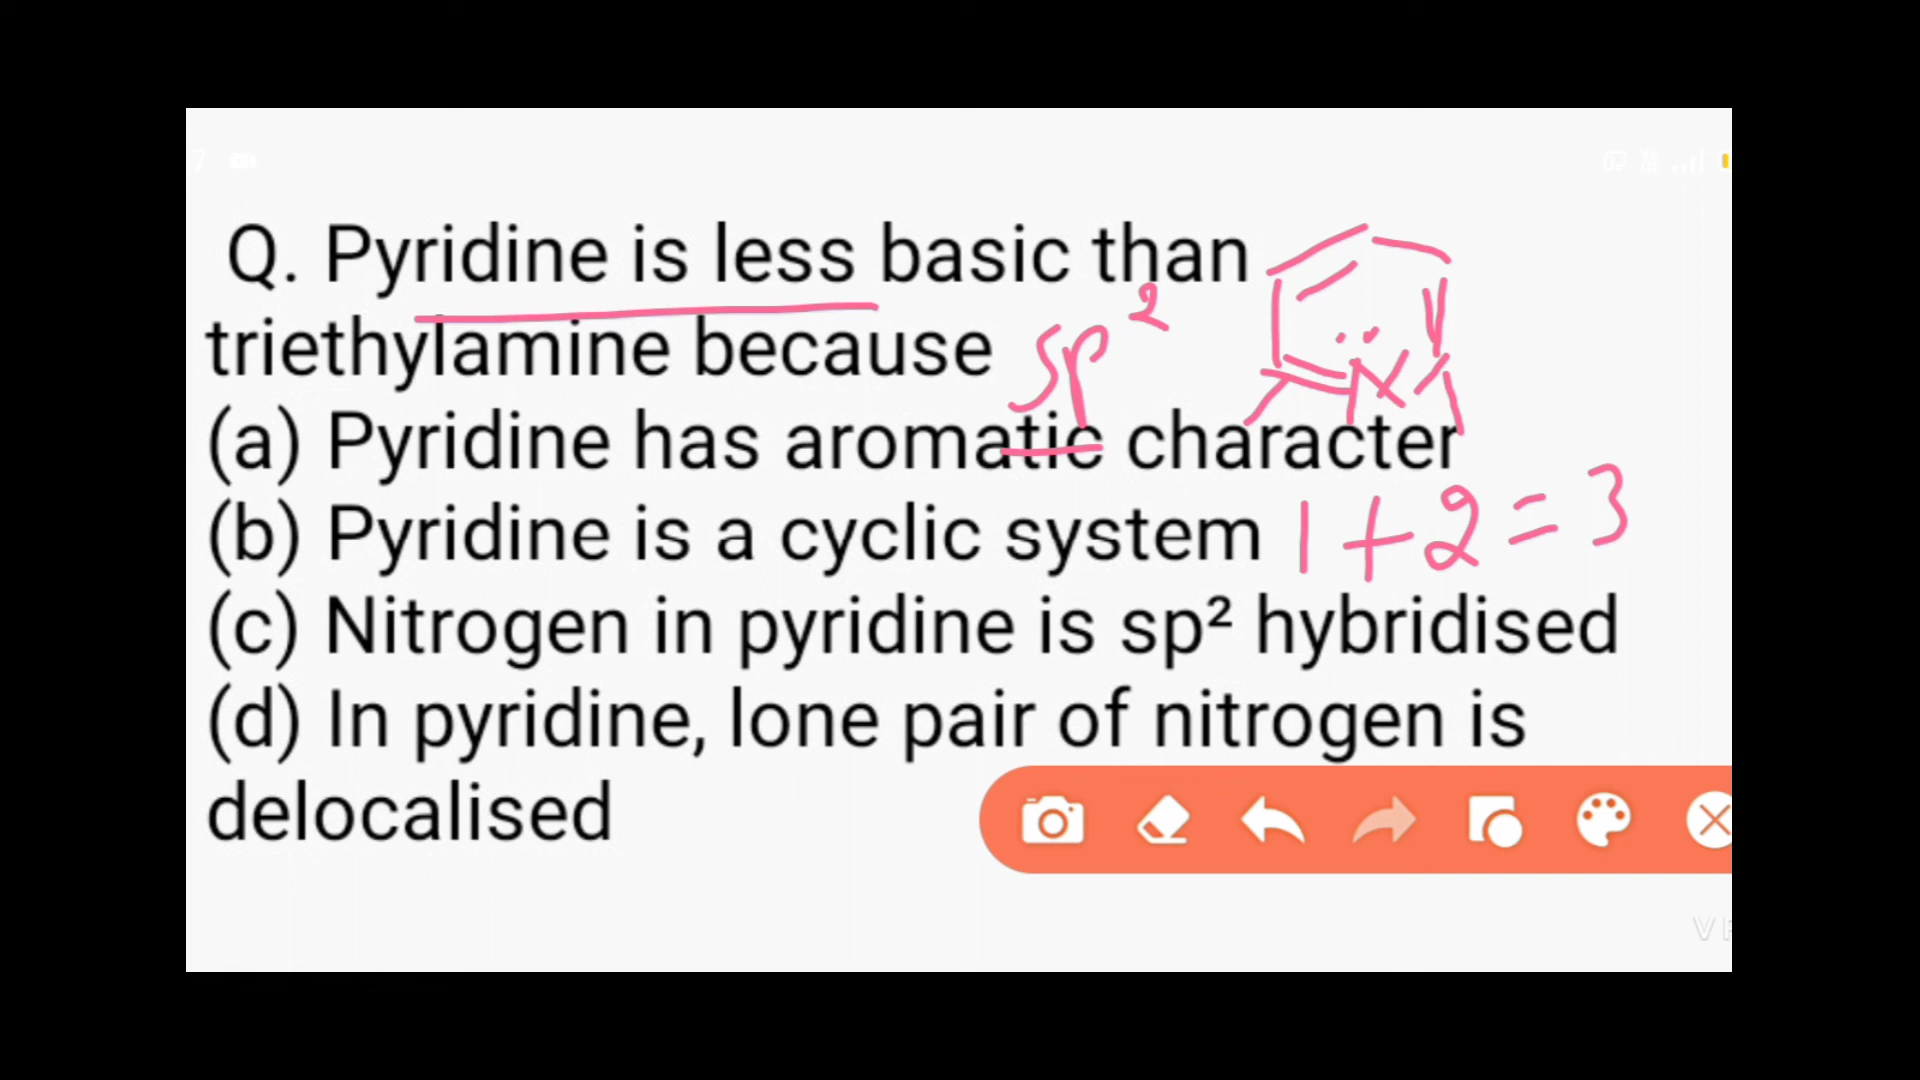 Q. Pyridine is less basic than
triethylamine because
sp²
N
(a) Pyridine has aromatic character
(b) Pyridine is a cyclic system
1+2=3
(c) Nitrogen in pyridine is sp² hybridised
(d) In pyridine, lone pair of nitrogen is
delocalised